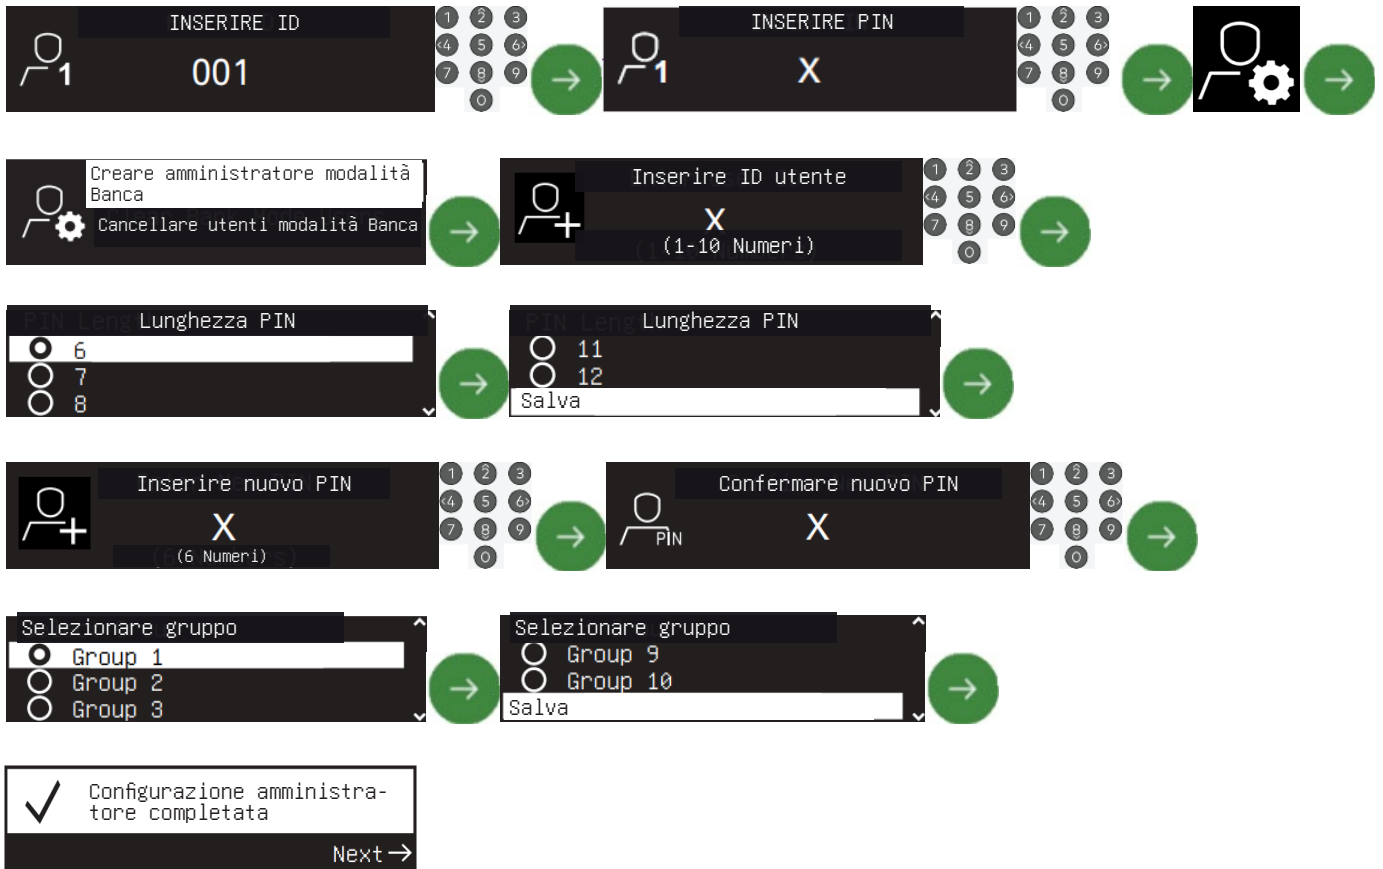 INSERIRE ID
1
001
1 2 3
4 5 6
7 8 9
0
INSERIRE PIN
1
X
1 2 3
4 5 6
7 8 9
0
Creare amministratore modalità
Banca
Cancellare utenti modalità Banca
Inserire ID utente
X
(1-10 Numeri)
1 2 3
4 5 6
7 8 9
0
Lunghezza PIN
6
7
8
Lunghezza PIN
11
12
Salva
Inserire nuovo PIN
X
(6 Numeri)
1 2 3
4 5 6
7 8 9
0
Confermare nuovo PIN
PIN
X
1 2 3
4 5 6
7 8 9
0
Selezionare gruppo
Group 1
Group 2
Group 3
Selezionare gruppo
Group 9
Group 10
Salva
Configurazione amministra-
tore completata
Next